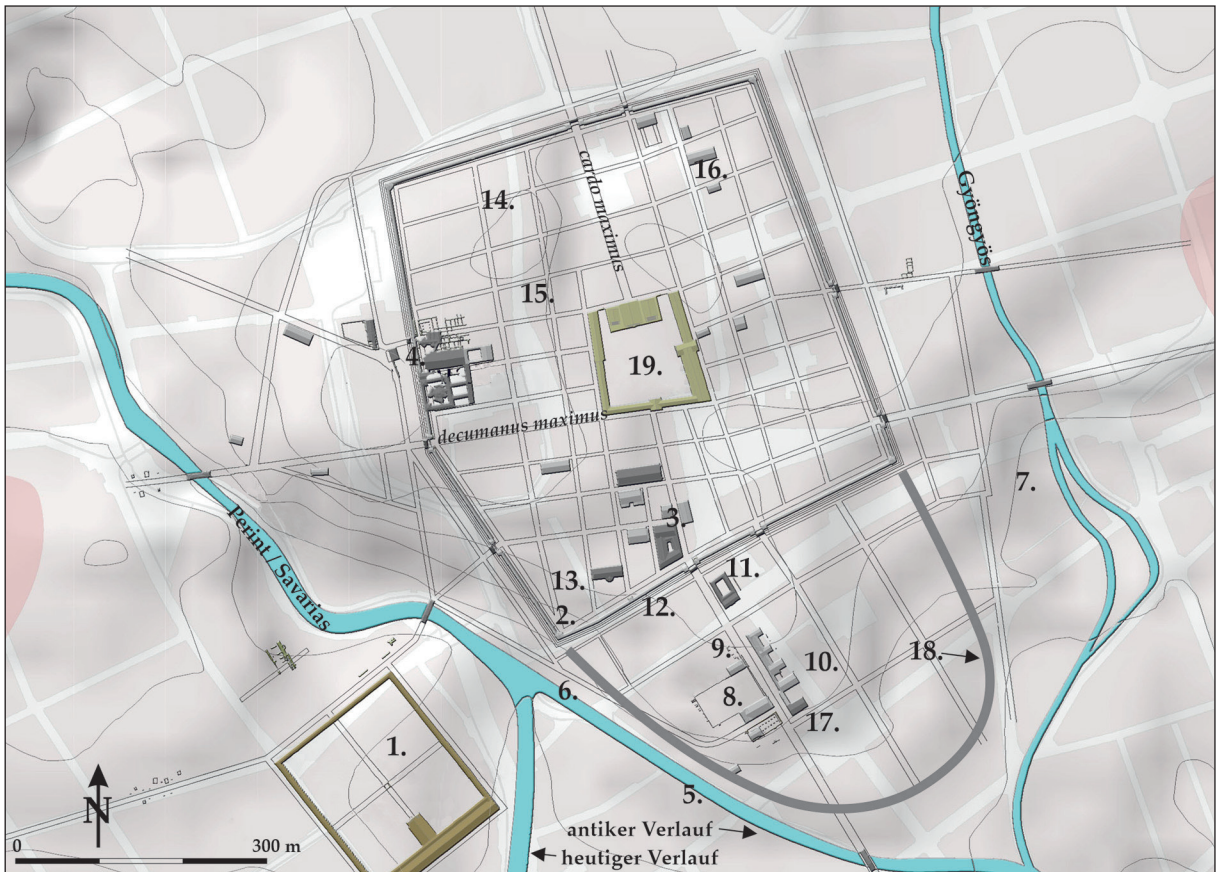 14.
16.
cardo maximus
Gyöngyös
15.
4.
19.
decumanus maximus
7.
3.
Perint / Savarias
13.
11.
2.
12.
9.
10.
18.
6.
8.
17.
1.
5.
N
antiker Verlauf
0
300 m
heutiger Verlauf